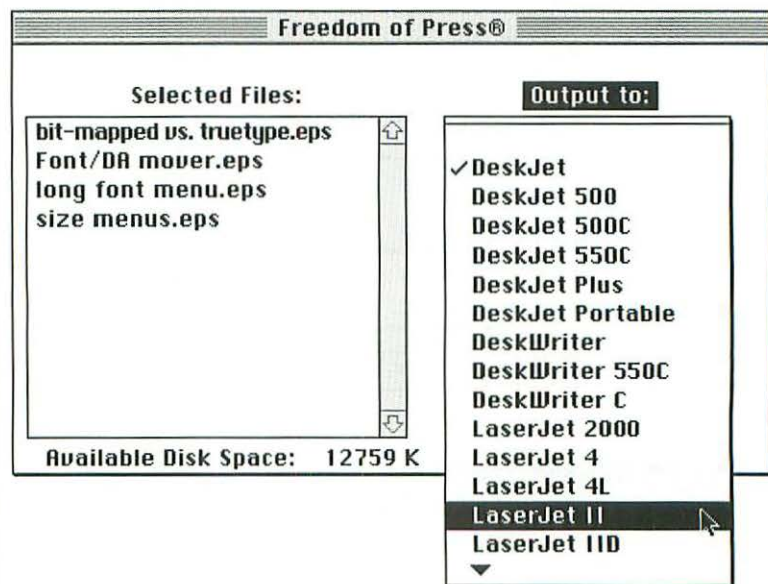 Freedom of Press®
Selected Files:
bit-mapped vs. truetype.eps
Font/DA mover.eps
long font menu.eps
size menus.eps
Available Disk Space: 12759 K
Output to:
✓DeskJet
DeskJet 500
DeskJet 500C
DeskJet 550C
DeskJet Plus
DeskJet Portable
DeskWriter
DeskWriter 550C
DeskWriter C
LaserJet 2000
LaserJet 4
LaserJet 4L
LaserJet II
LaserJet IID